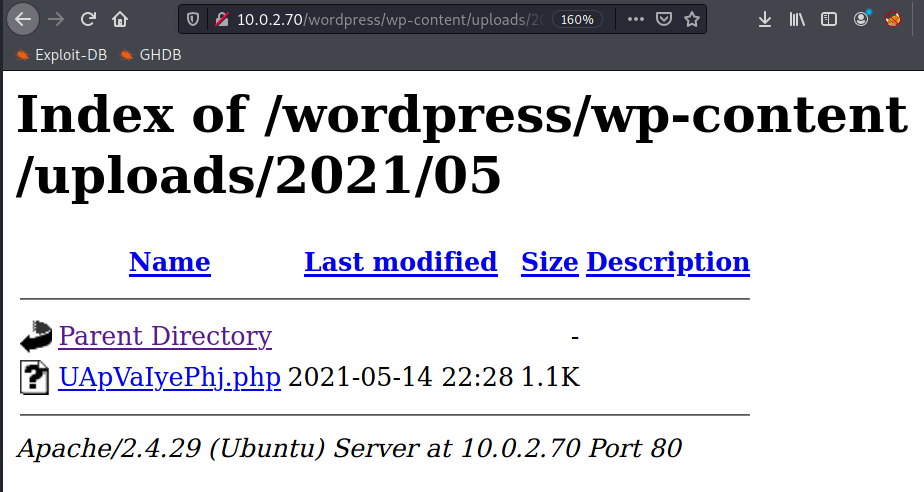 10.0.2.70/wordpress/wp-content/uploads/20 160%
Exploit-DB GHDB
Index of /wordpress/wp-content
/uploads/2021/05
Name Last modified Size Description
Parent Directory -
UApVaIyePhj.php 2021-05-14 22:28 1.1K
Apache/2.4.29 (Ubuntu) Server at 10.0.2.70 Port 80